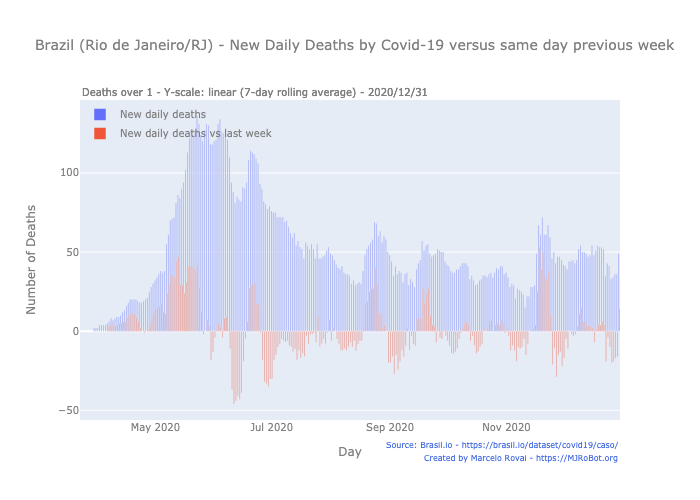 Brazil (Rio de Janeiro/RJ) - New Daily Deaths by Covid-19 versus same day previous week
Deaths over 1 - Y-scale: linear (7-day rolling average) - 2020/12/31
New daily deaths
New daily deaths vs last week
Number of Deaths
100
50
0
−50
May 2020 Jul 2020 Sep 2020 Nov 2020
Day
Source: Brasil.io - https://brasil.io/dataset/covid19/caso/
Created by Marcelo Rovai - https://MJRoBot.org